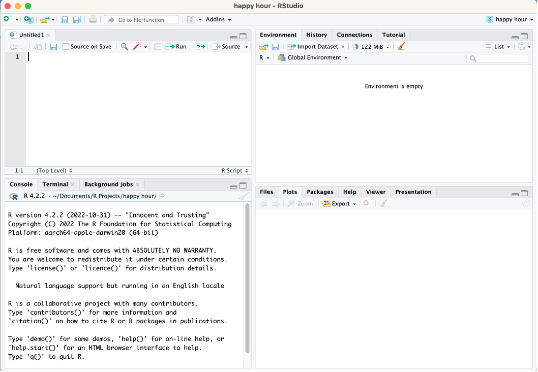 happy hour - RStudio
Go to file/function
Addins
happy hour
Untitled1
Source on Save
Run
Source
1
1:1
(Top Level)
R Script
Console
Terminal
Background Jobs
R 4.2.2 · ~/Documents/R Projects/happy hour/
R version 4.2.2 (2022-10-31) -- "Innocent and Trusting"
Copyright (C) 2022 The R Foundation for Statistical Computing
Platform: aarch64-apple-darwin20 (64-bit)
R is free software and comes with ABSOLUTELY NO WARRANTY.
You are welcome to redistribute it under certain conditions.
Type 'license()' or 'licence()' for distribution details.
Natural language support but running in an English locale
R is a collaborative project with many contributors.
Type 'contributors()' for more information and
'citation()' on how to cite R or R packages in publications.
Type 'demo()' for some demos, 'help()' for on-line help, or
'help.start()' for an HTML browser interface to help.
Type 'q()' to quit R.
Environment
History
Connections
Tutorial
Import Dataset
122 MiB
List
R
Global Environment
Environment is empty
Files
Plots
Packages
Help
Viewer
Presentation
Zoom
Export